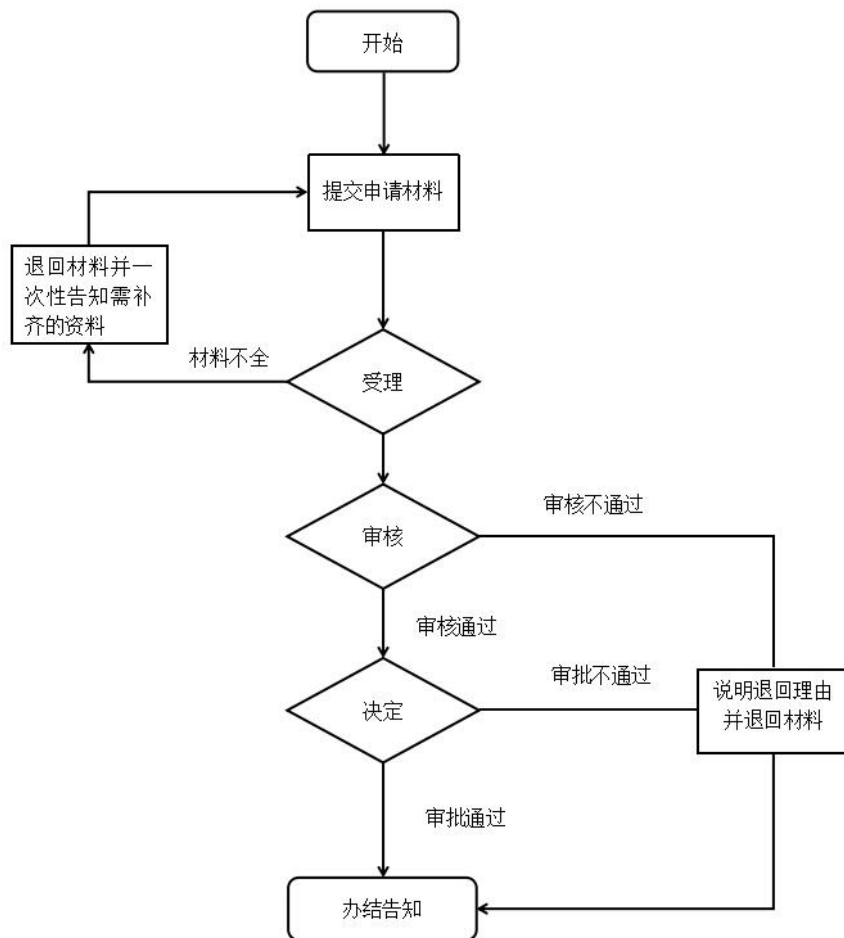 开始
提交申请材料
退回材料并一
次性告知需补
齐的资料
材料不全
受理
审核不通过
审核
审核通过
审批不通过
说明退回理由
并退回材料
决定
审批通过
办结告知